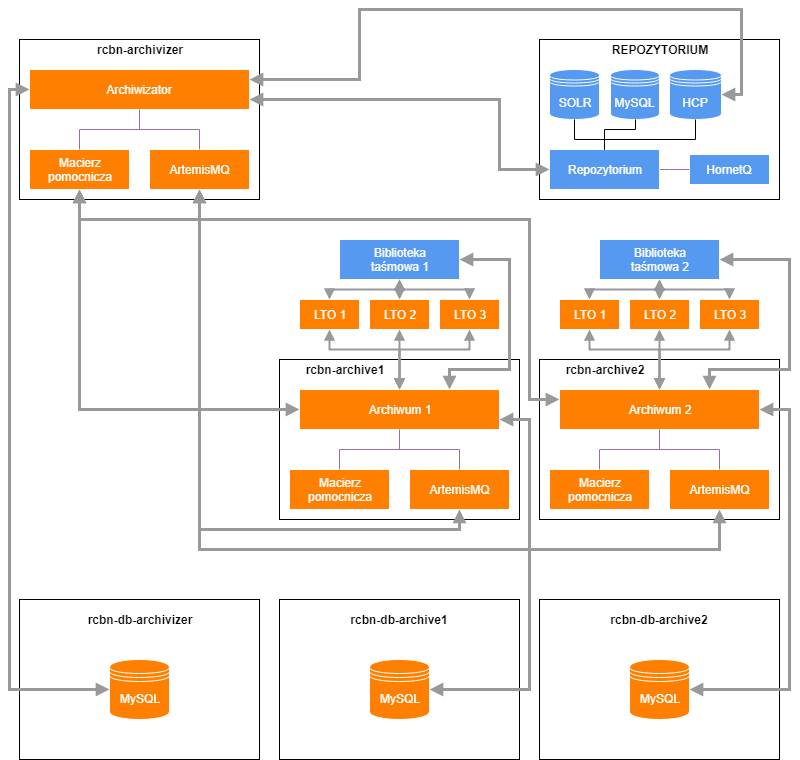 rcbn-archivizer
Archiwizator
Macierz
pomocnicza
ArtemisMQ
REPOZYTORIUM
SOLR
MySQL
HCP
Repozytorium
HornetQ
Biblioteka
taśmowa 1
LTO 1
LTO 2
LTO 3
rcbn-archive1
Archiwum 1
Macierz
pomocnicza
ArtemisMQ
Biblioteka
taśmowa 2
LTO 1
LTO 2
LTO 3
rcbn-archive2
Archiwum 2
Macierz
pomocnicza
ArtemisMQ
rcbn-db-archivizer
MySQL
rcbn-db-archive1
MySQL
rcbn-db-archive2
MySQL